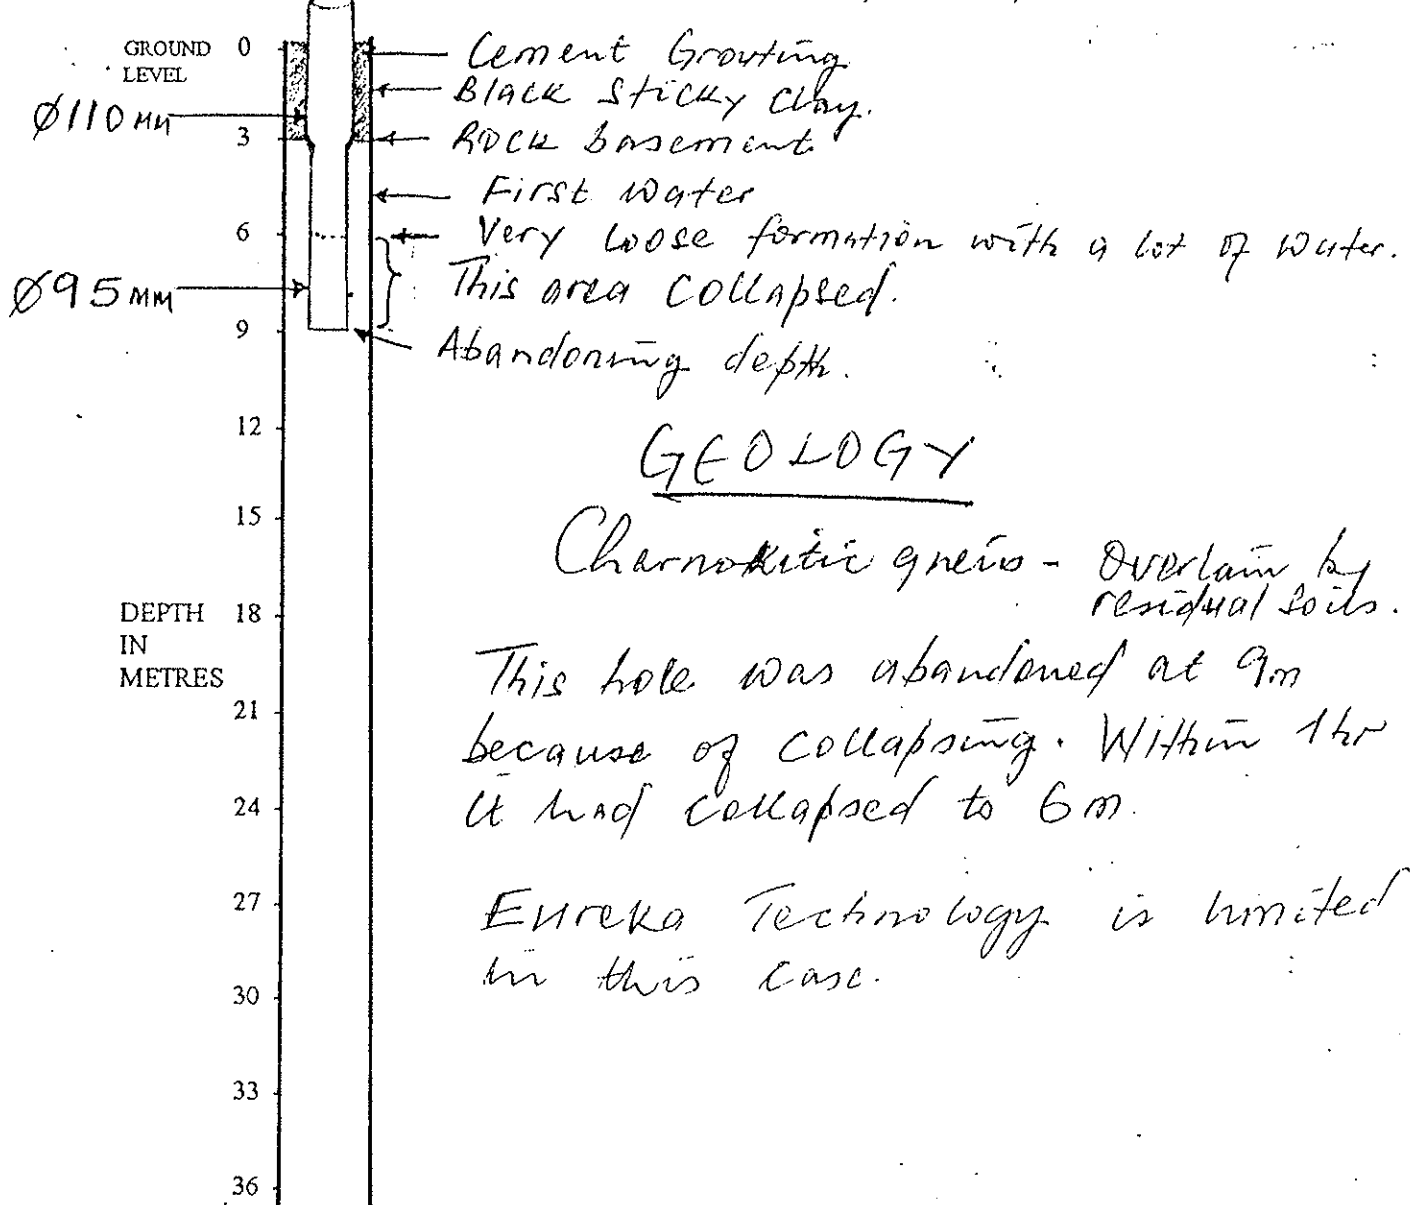 GROUND 0
LEVEL
Cement Growting
Black sticky clay.
Ø110 MM
3
Rock basement
First water
6
Very loose formation with a lot of water.
This area collapsed.
Ø95 MM
9
Abandoning depth.
12
GEOLOGY
15
Charnokitic gneiss - Overlain by
residual soils.
DEPTH 18
IN
METRES
This hole was abandoned at 9m
21
because of collapsing. Within 1hr
24
it had collapsed to 6m.
27
Eureka Technology is limited
in this case.
30
33
36